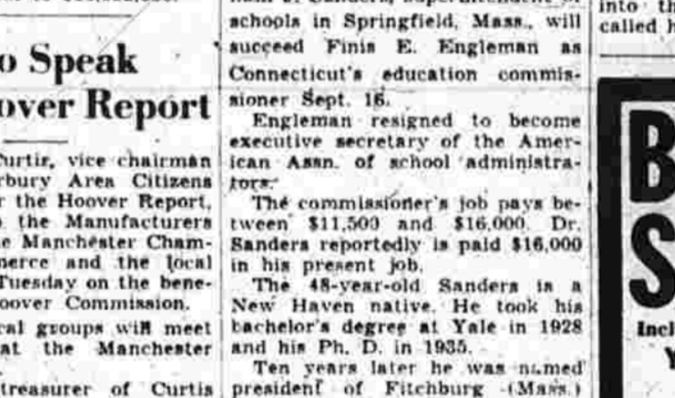 o Speak
over Report
Curtir, vice chairman
rbury Area Citizens
r the Hoover Report,
the Manufacturers
e Manchester Cham-
merce and the local
Tuesday on the bene-
oover Commission.
cal groups will meet
at the Manchester
treasurer of Curtis
schools in Springfield, Mass., will
succeed Finis E. Engleman as
Connecticut's education commis-
sioner Sept. 16.
Engleman resigned to become
executive secretary of the Amer-
ican Assn. of school administra-
tors.
The commissioner's job pays be-
tween $11,500 and $16,000. Dr.
Sanders reportedly is paid $16,000
in his present job.
The 48-year-old Sanders is a
New Haven native. He took his
bachelor's degree at Yale in 1928
and his Ph. D. in 1935.
Ten years later he was named
president of Fitchburg (Mass.)
into th
called h
B
S
Incl
Y